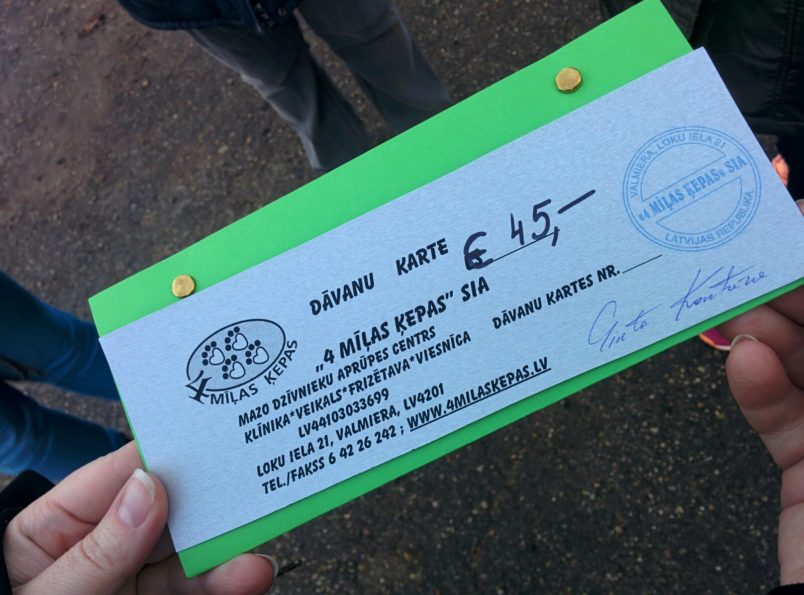 DĀVANU KARTE € 45,—
„4 MĪĻAS ĶEPAS" SIA
MAZO DZĪVNIEKU APRŪPES CENTRS
KLĪNIKA*VEIKALS*FRIZĒTAVA*VIESNĪCA
DĀVANU KARTES NR.
LV44103033699
LOKU IELA 21, VALMIERA, LV4201
TEL./FAKSS 6 42 26 242 ; WWW.4MILASKEPAS.LV
MĪĻAS ĶEPAS
VALMIERA, LOKU IELA 21
„4 MĪĻAS ĶEPAS" SIA
LATVIJAS REPUBLIKA